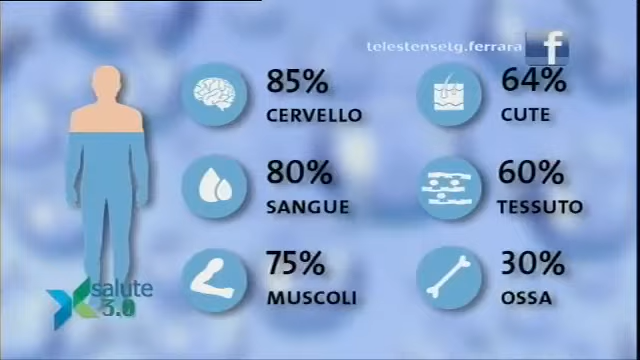 telestensetg.ferrara
f
85%
CERVELLO
64%
CUTE
80%
SANGUE
60%
TESSUTO
75%
MUSCOLI
30%
OSSA
salute
3.0